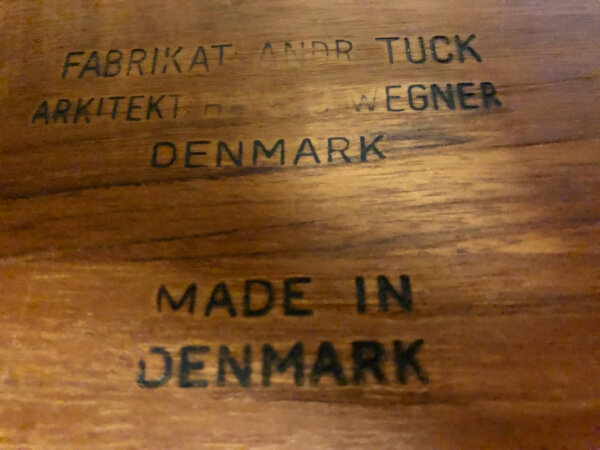 FABRIKAT: ANDR TUCK
ARKITEKT: WEGNER
DENMARK
MADE IN
DENMARK